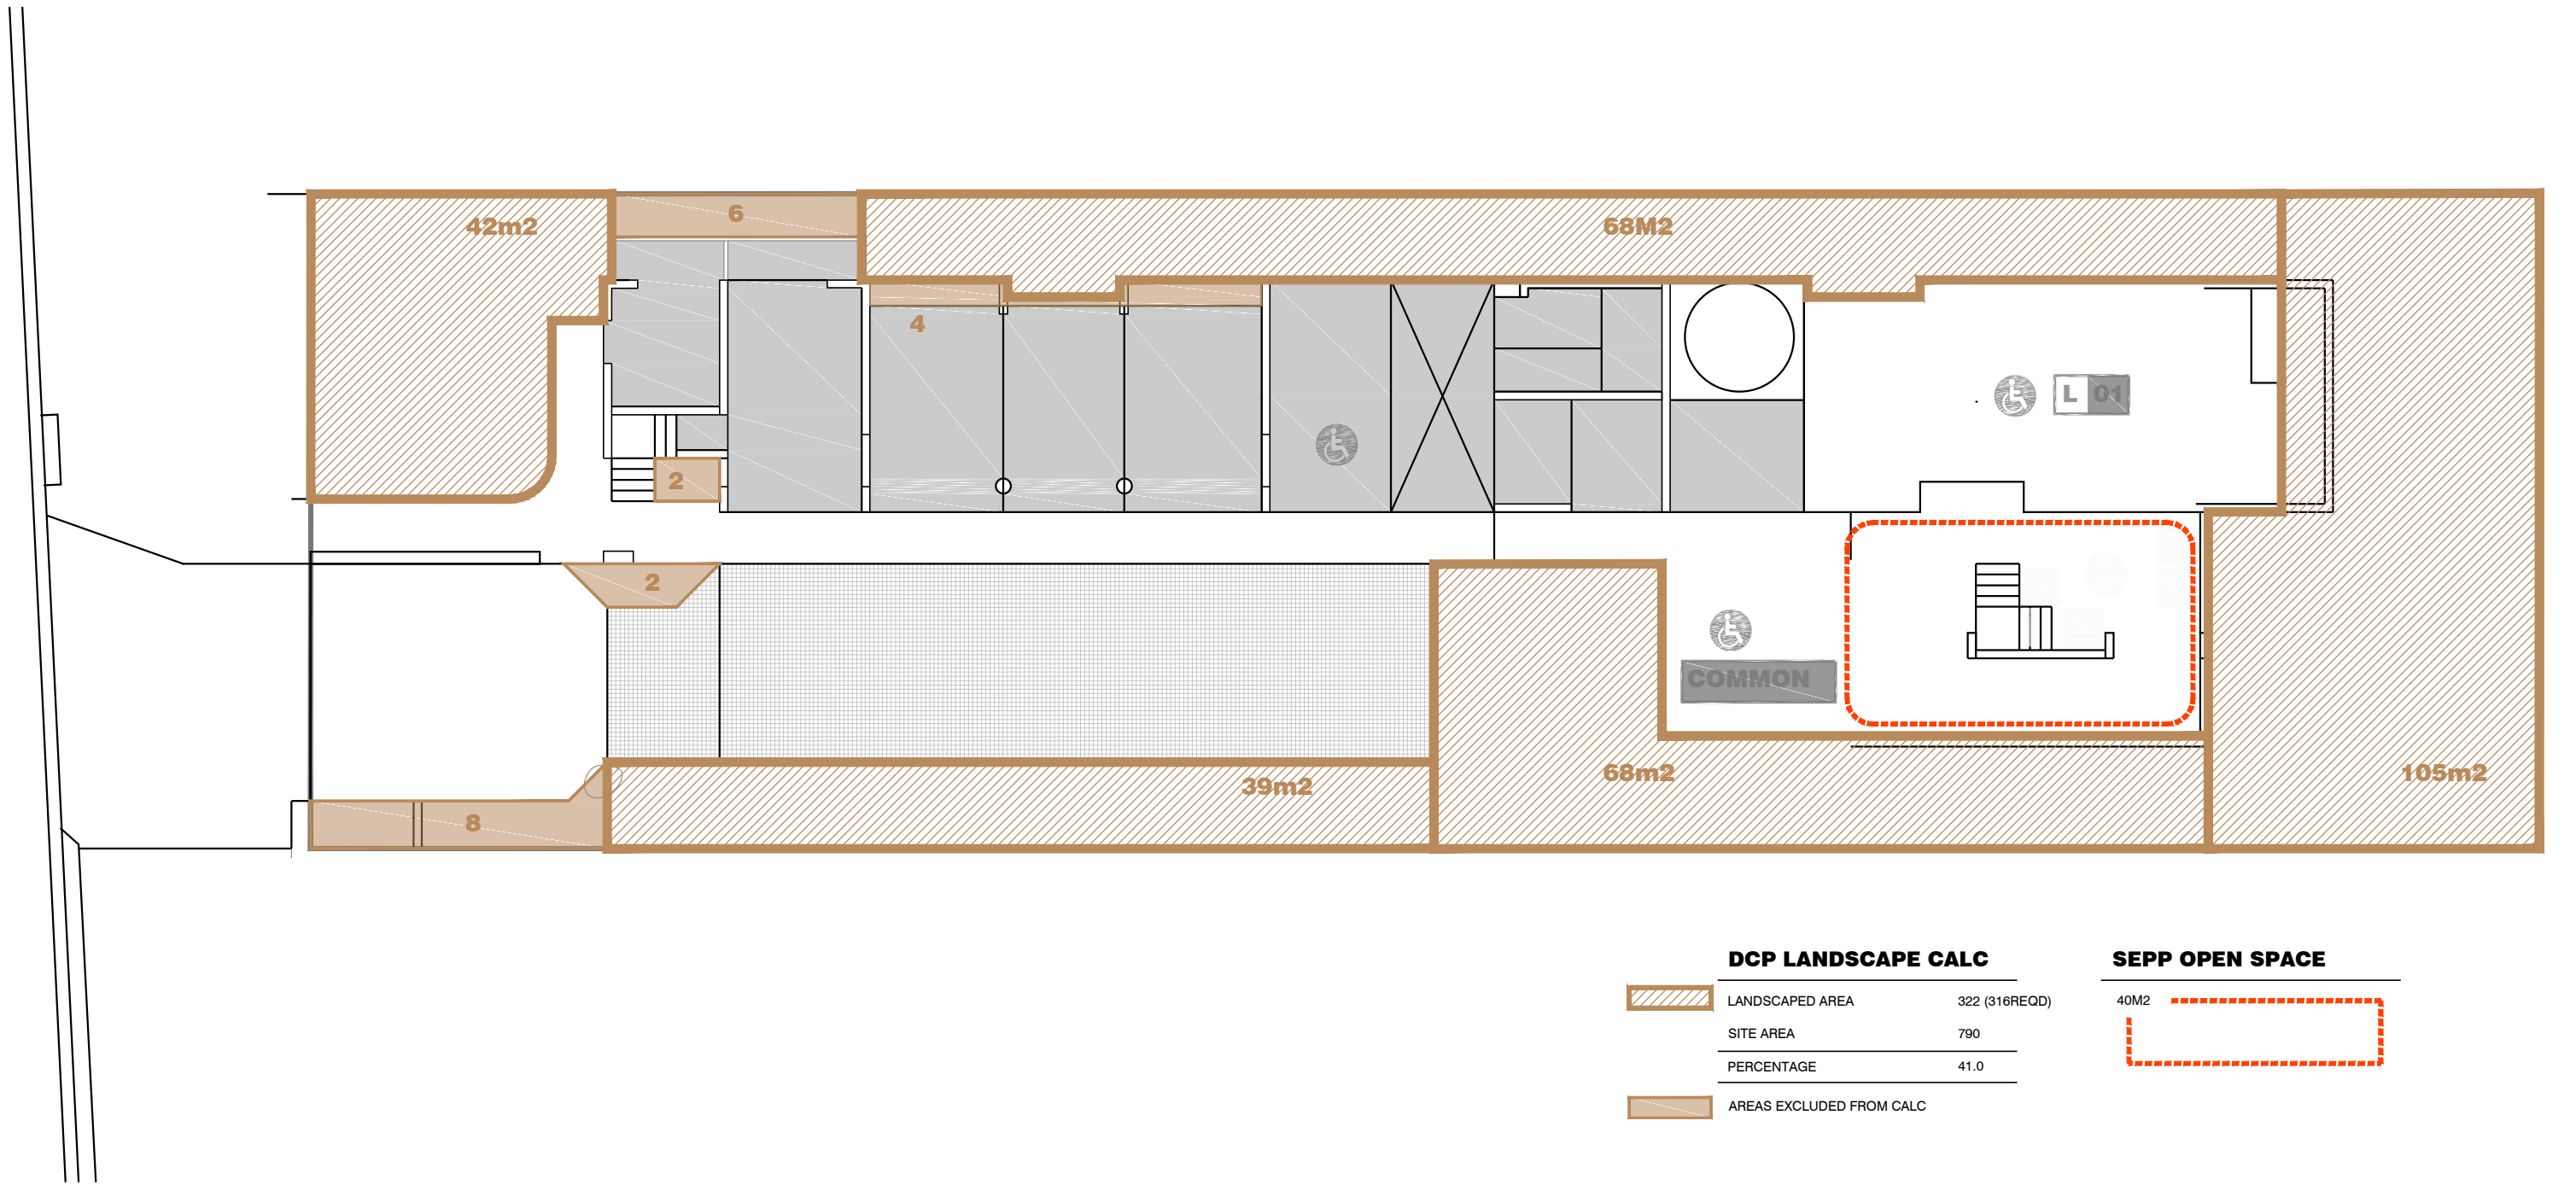 42m2
6
68M2
4
L 01
2
2
COMMON
39m2
68m2
105m2
8
DCP LANDSCAPE CALC
LANDSCAPED AREA 322 (316REQD)
SITE AREA 790
PERCENTAGE 41.0
AREAS EXCLUDED FROM CALC
SEPP OPEN SPACE
40M2